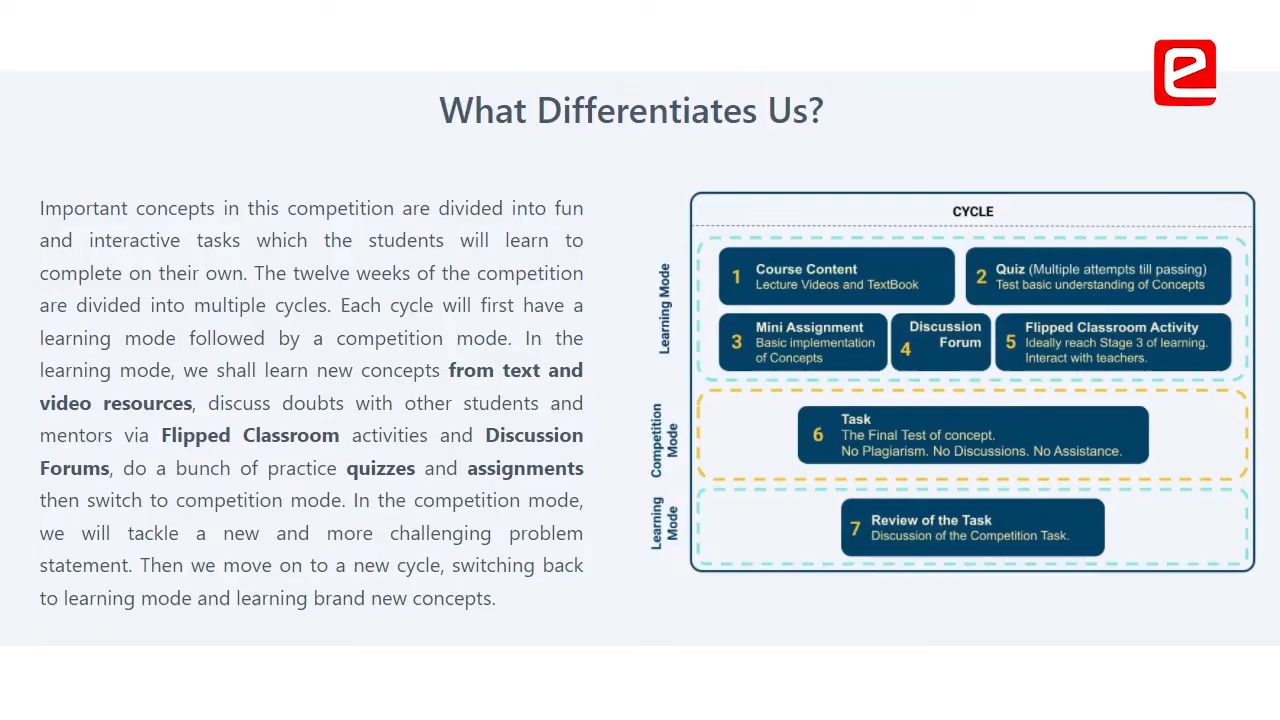 What Differentiates Us?
Important concepts in this competition are divided into fun
and interactive tasks which the students will learn to
complete on their own. The twelve weeks of the competition
are divided into multiple cycles. Each cycle will first have a
learning mode followed by a competition mode. In the
learning mode, we shall learn new concepts from text and
video resources, discuss doubts with other students and
mentors via Flipped Classroom activities and Discussion
Forums, do a bunch of practice quizzes and assignments
then switch to competition mode. In the competition mode,
we will tackle a new and more challenging problem
statement. Then we move on to a new cycle, switching back
to learning mode and learning brand new concepts.
CYCLE
Learning Mode
1 Course Content
Lecture Videos and TextBook
2 Quiz (Multiple attempts till passing)
Test basic understanding of Concepts
3 Mini Assignment
Basic implementation
of Concepts
4 Discussion
Forum
5 Flipped Classroom Activity
Ideally reach Stage 3 of learning.
Interact with teachers.
Competition
Mode
6 Task
The Final Test of concept.
No Plagiarism. No Discussions. No Assistance.
Learning
Mode
7 Review of the Task
Discussion of the Competition Task.
e